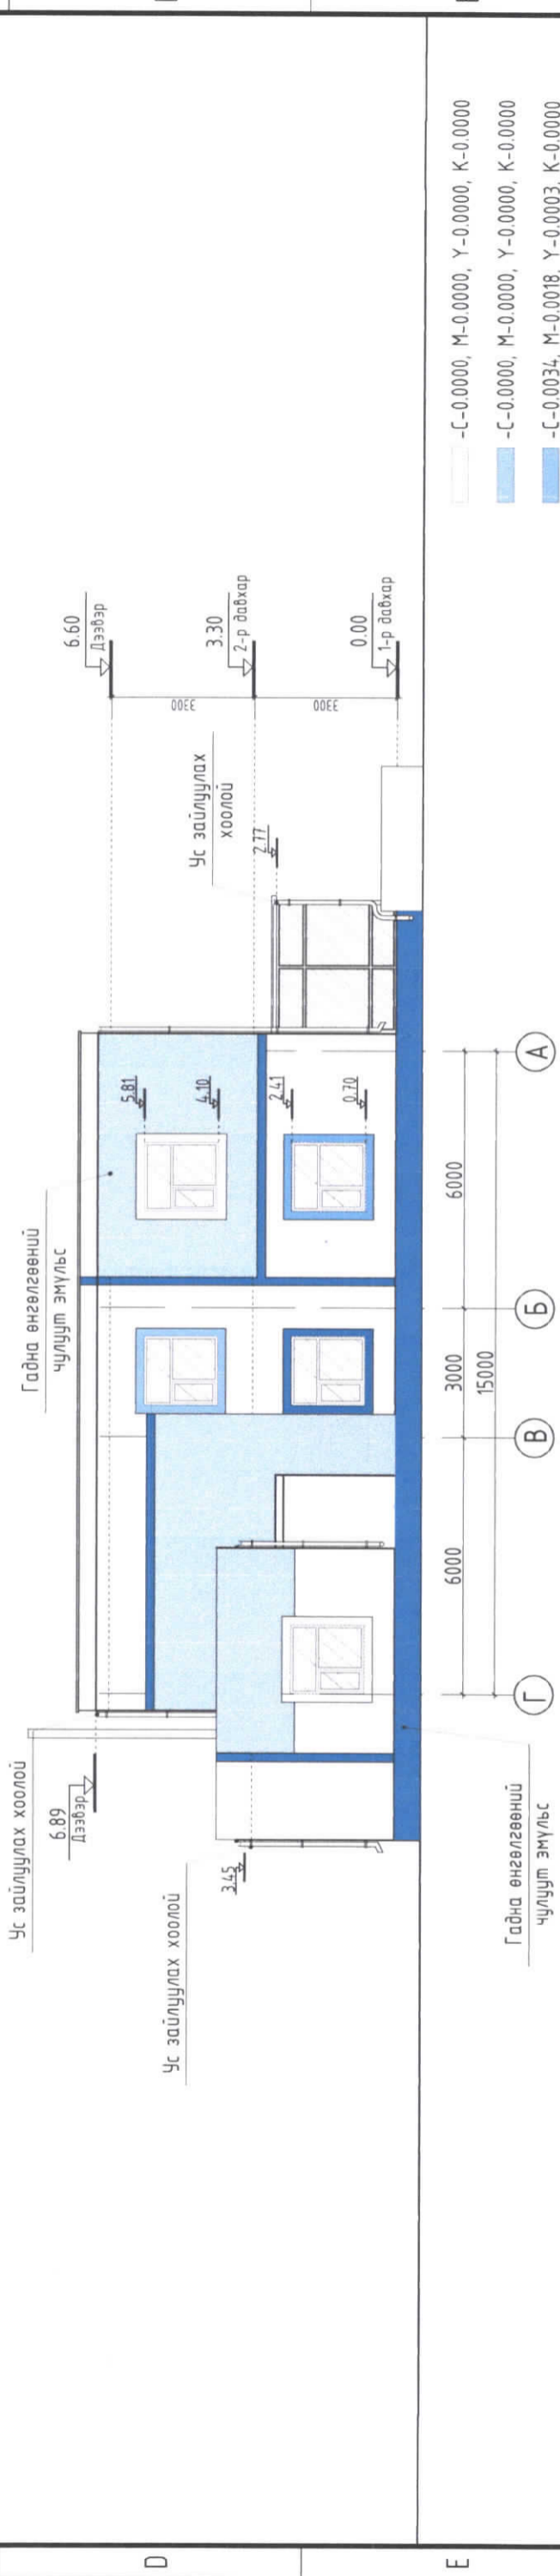 D
E
Ус зайлуулах хоолой
6.89
Дээвэр
Ус зайлуулах хоолой
3.45
Гадна өнгөлгөөний
чулуут эмульс
Гадна өнгөлгөөний
чулуут эмульс
5.81
4.10
2.41
0.70
Ус зайлуулах
хоолой
2.77
6.60
Дээвэр
3300
3.30
2-р давхар
3300
0.00
1-р давхар
6000
3000
6000
15000
Г
В
Б
А
-C-0.0000, M-0.0000, Y-0.0000, K-0.0000
-C-0.0000, M-0.0000, Y-0.0000, K-0.0000
-C-0.0034, M-0.0018, Y-0.0003, K-0.0000